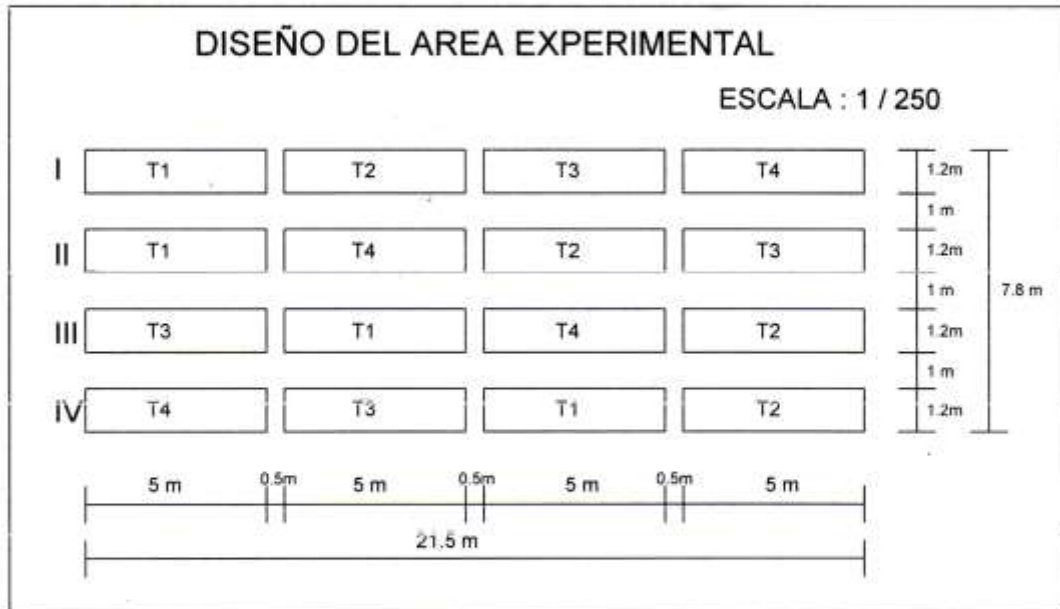 DISEÑO DEL AREA EXPERIMENTAL
ESCALA : 1 / 250
I T1 T2 T3 T4 1.2m
1 m
II T1 T4 T2 T3 1.2m
1 m 7.8 m
III T3 T1 T4 T2 1.2m
1 m
IV T4 T3 T1 T2 1.2m
5 m 0.5m 5 m 0.5m 5 m 0.5m 5 m
21.5 m